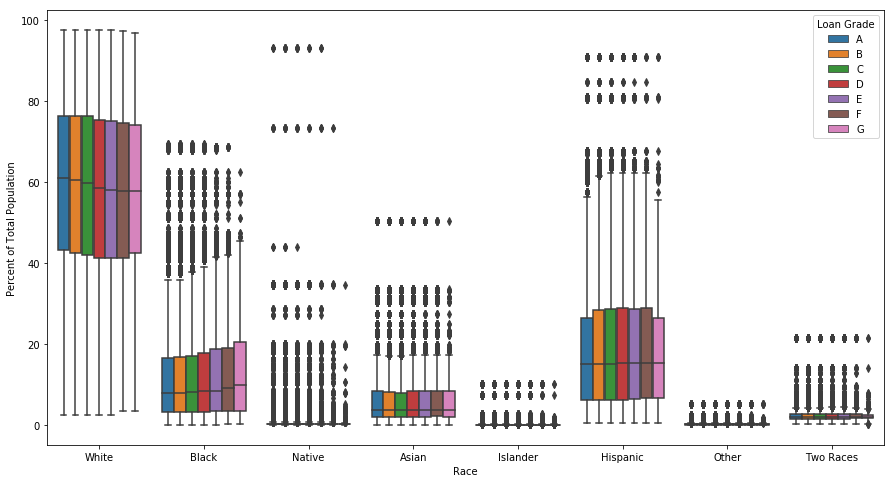 100
80
60
40
20
0
Percent of Total Population
White Black Native Asian Islander Hispanic Other Two Races
Race
Loan Grade
A
B
C
D
E
F
G